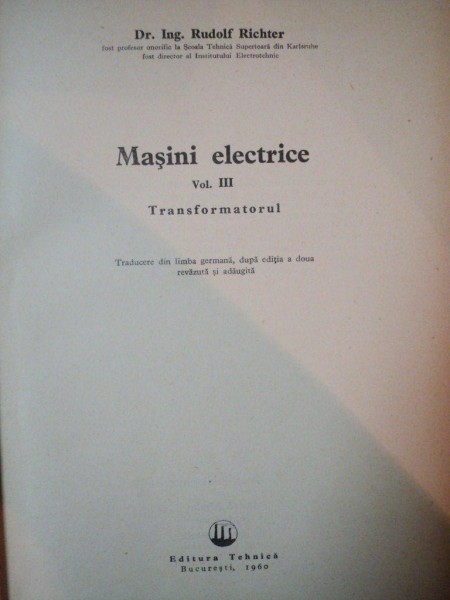 Dr. Ing. Rudolf Richter
fost profesor onorific la Școala Tehnică Superioară din Karlsruhe
fost director al Institutului Electrotehnic
Mașini electrice
Vol. III
Transformatorul
Traducere din limba germană, după ediția a doua
revăzută și adăugită
Editura Tehnică
București, 1960